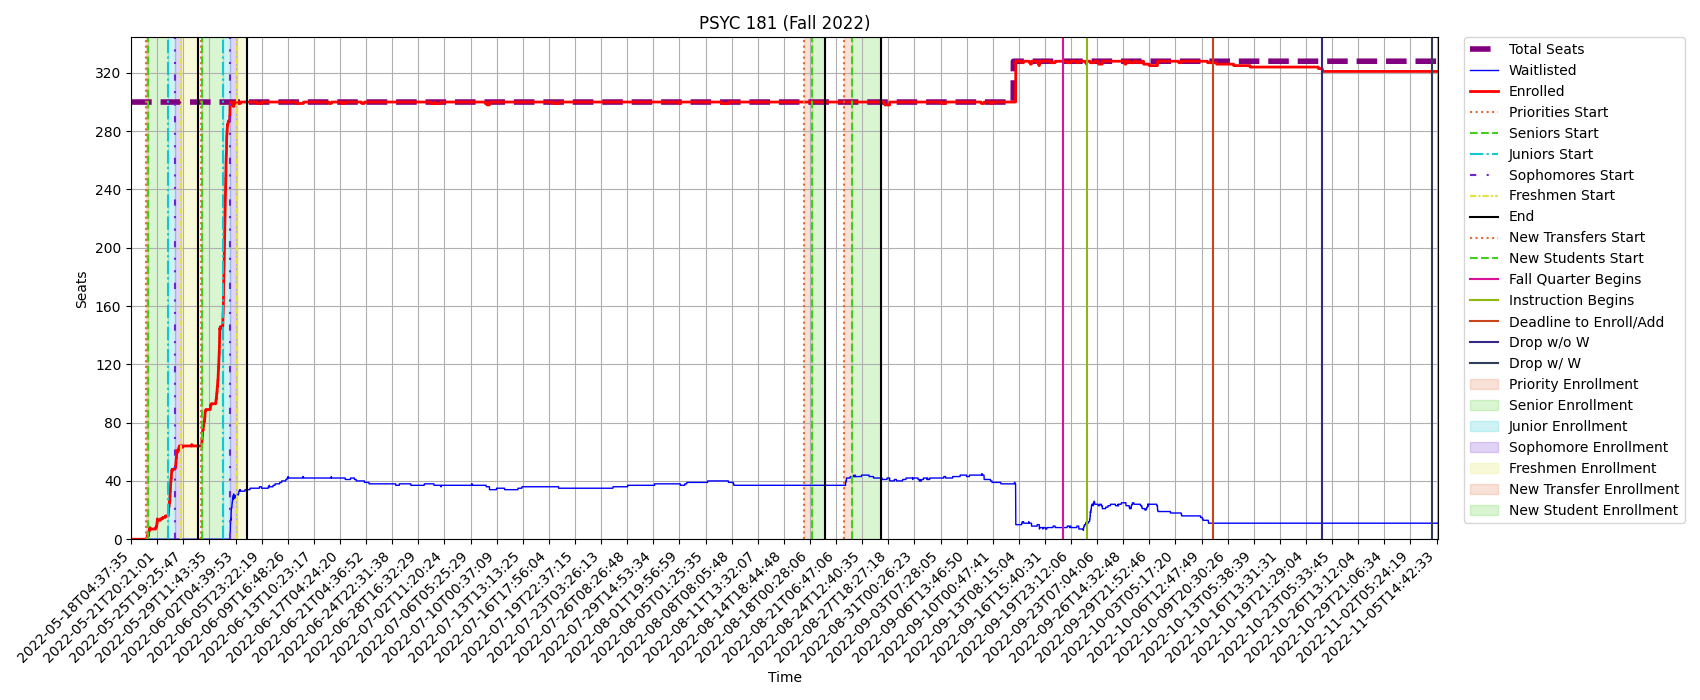 PSYC 181 (Fall 2022)
Seats
320
280
240
200
160
120
80
40
0
2022-05-18T04:37:35
2022-05-21T20:21:01
2022-05-25T19:25:47
2022-05-29T11:43:35
2022-06-02T04:39:53
2022-06-05T23:22:19
2022-06-09T16:48:26
2022-06-13T10:23:17
2022-06-17T04:24:20
2022-06-21T04:36:52
2022-06-24T22:31:38
2022-06-28T16:32:29
2022-07-02T11:20:24
2022-07-06T05:25:29
2022-07-10T00:37:09
2022-07-13T13:13:25
2022-07-16T17:56:04
2022-07-19T22:37:15
2022-07-23T03:26:13
2022-07-26T08:26:48
2022-07-29T14:53:34
2022-08-01T19:56:59
2022-08-05T01:25:35
2022-08-08T08:05:48
2022-08-11T13:32:07
2022-08-14T18:44:48
2022-08-18T00:28:06
2022-08-21T06:47:06
2022-08-24T12:40:35
2022-08-27T18:27:18
2022-08-31T00:26:23
2022-09-03T07:28:05
2022-09-06T13:46:50
2022-09-10T00:47:41
2022-09-13T08:15:04
2022-09-16T15:40:31
2022-09-19T23:12:06
2022-09-23T07:04:06
2022-09-26T14:32:48
2022-09-29T21:52:46
2022-10-03T05:17:20
2022-10-06T12:47:49
2022-10-09T20:30:26
2022-10-13T05:38:39
2022-10-16T13:31:31
2022-10-19T21:29:04
2022-10-23T05:33:45
2022-10-26T13:12:04
2022-10-29T21:06:34
2022-11-02T05:24:19
2022-11-05T14:42:33
Time
Total Seats
Waitlisted
Enrolled
Priorities Start
Seniors Start
Juniors Start
Sophomores Start
Freshmen Start
End
New Transfers Start
New Students Start
Fall Quarter Begins
Instruction Begins
Deadline to Enroll/Add
Drop w/o W
Drop w/ W
Priority Enrollment
Senior Enrollment
Junior Enrollment
Sophomore Enrollment
Freshmen Enrollment
New Transfer Enrollment
New Student Enrollment